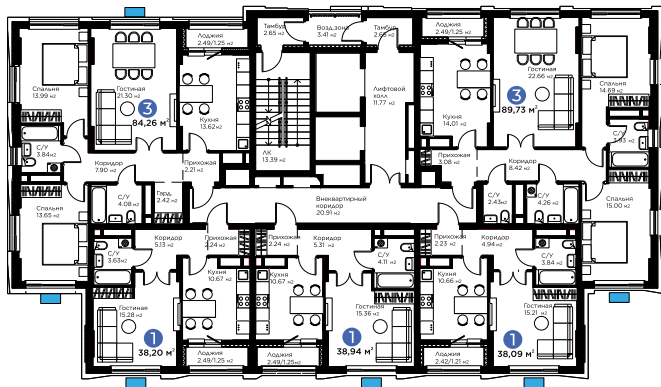 Лоджия
2.49/1.25 м2
Тамбур
2.65 м2
Возд.зона
3.41 м2
Тамбур
2.65 м2
Лоджия
2.49/1.25 м2
Спальня
13.99 м2
Гостиная
21.30 м2
3
84,26 м²
Кухня
13.62 м2
Лифтовой
холл
11.77 м2
Кухня
14.01 м2
Гостиная
22.66 м2
3
89,73 м²
Спальня
14.69 м2
С/У
3.84 м2
Коридор
7.90 м2
Прихожая
2.21 м2
ЛК
13.39 м2
Прихожая
3.08 м2
Коридор
8.42 м2
С/У
3.93 м2
Спальня
13.65 м2
С/У
4.08 м2
Гард.
2.42 м2
Внеквартирный
коридор
20.91 м2
С/У
2.43 м2
С/У
4.26 м2
Спальня
15.00 м2
С/У
3.63 м2
Коридор
5.13 м2
Прихожая
2.24 м2
Прихожая
2.24 м2
Коридор
5.31 м2
С/У
4.11 м2
Прихожая
2.23 м2
Коридор
4.94 м2
С/У
3.84 м2
Гостиная
15.28 м2
Кухня
10.67 м2
Кухня
10.67 м2
Гостиная
15.36 м2
Кухня
10.66 м2
Гостиная
15.21 м2
1
38,20 м²
1
38,94 м²
1
38,09 м²
Лоджия
2.49/1.25 м2
Лоджия
2.49/1.25 м2
Лоджия
2.42/1.21 м2